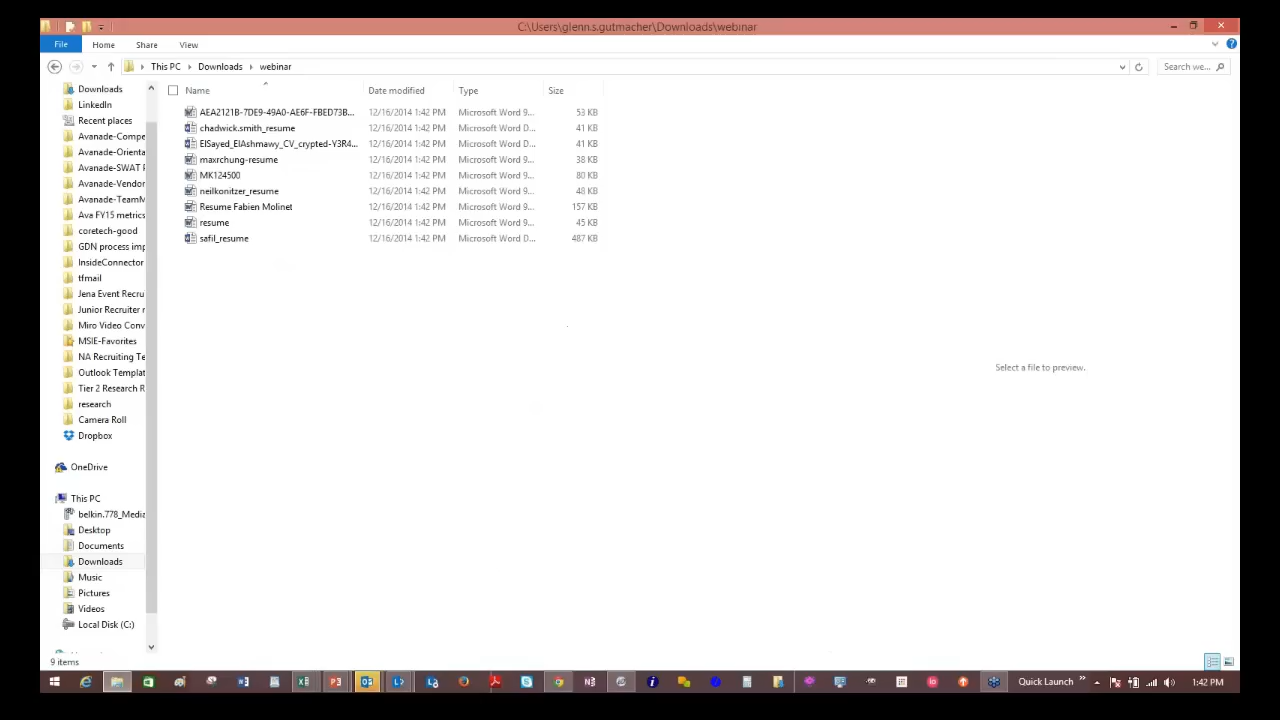 C:\Users\glenn.s.gutmacher\Downloads\webinar
File Home Share View
This PC Downloads webinar Search we...
Downloads
LinkedIn
Recent places
Avanade-Compe
Avanade-Orienta
Avanade-SWAT F
Avanade-Vendor
Avanade-TeamM
Ava FY15 metrics
coretech-good
GDN process imp
InsideConnector
tfmail
Jena Event Recru
Junior Recruiter r
Miro Video Conv
MSIE-Favorites
NA Recruiting Te
Outlook Templat
Tier 2 Research R
research
Camera Roll
Dropbox
OneDrive
This PC
belkin.778_Media
Desktop
Documents
Downloads
Music
Pictures
Videos
Local Disk (C:)
Name Date modified Type Size
AEA2121B-7DE9-49A0-AE6F-FBED73B... 12/16/2014 1:42 PM Microsoft Word 9... 53 KB
chadwick.smith_resume 12/16/2014 1:42 PM Microsoft Word D... 41 KB
ElSayed_ElAshmawy_CV_crypted-Y3R4... 12/16/2014 1:42 PM Microsoft Word D... 41 KB
maxrchung-resume 12/16/2014 1:42 PM Microsoft Word 9... 38 KB
MK124500 12/16/2014 1:42 PM Microsoft Word 9... 80 KB
neilkonitzer_resume 12/16/2014 1:42 PM Microsoft Word 9... 48 KB
Resume Fabien Molinet 12/16/2014 1:42 PM Microsoft Word 9... 157 KB
resume 12/16/2014 1:42 PM Microsoft Word 9... 45 KB
safil_resume 12/16/2014 1:42 PM Microsoft Word D... 487 KB
Select a file to preview.
9 items
Quick Launch 1:42 PM